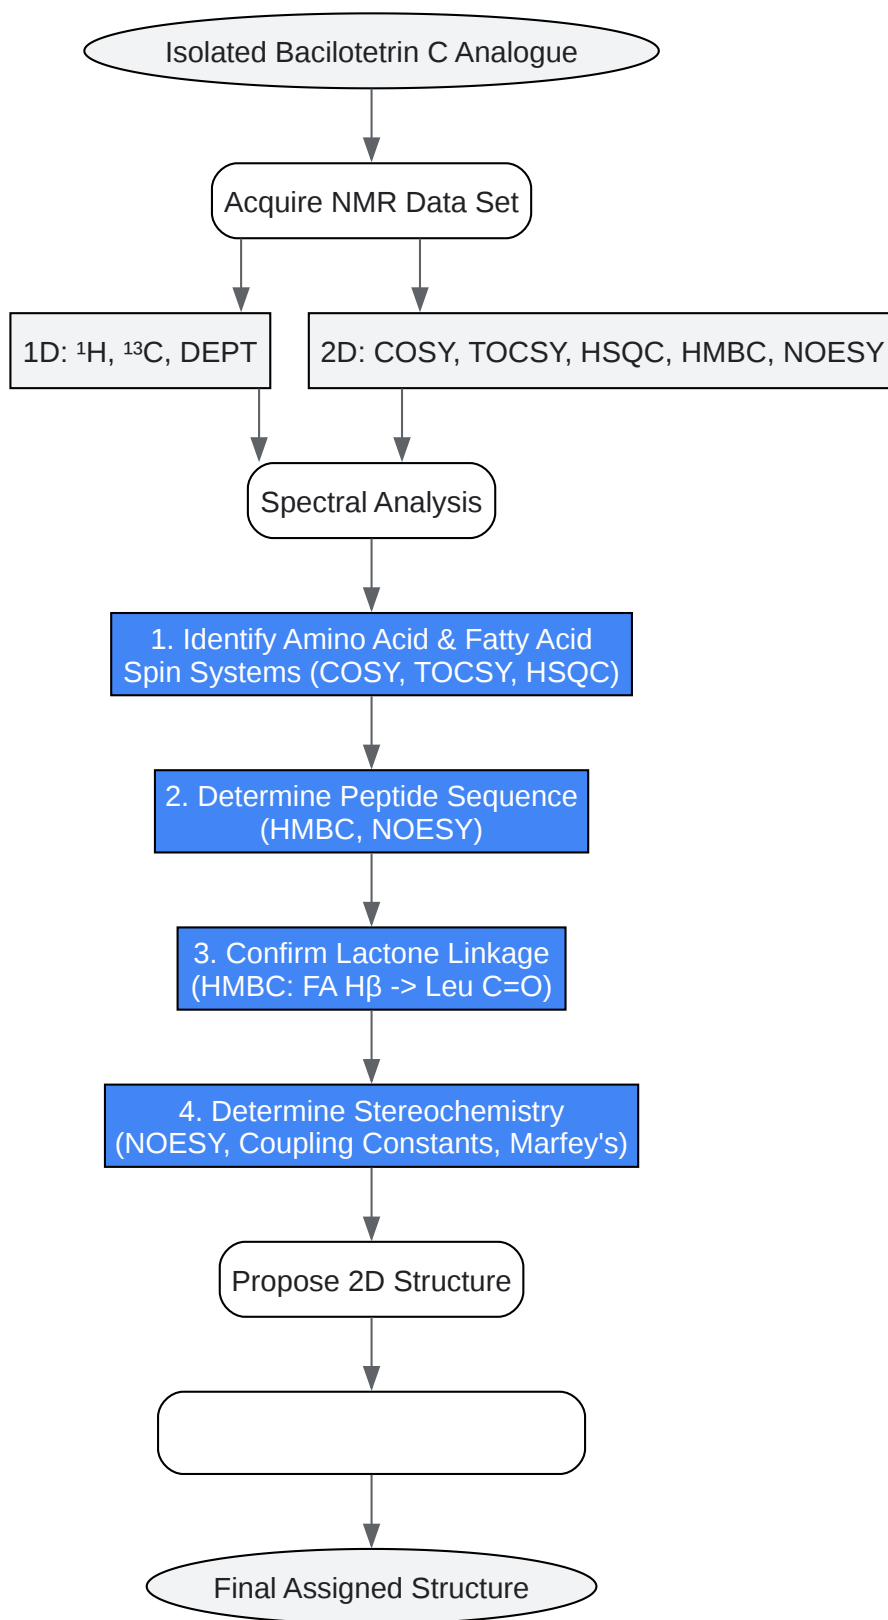 Isolated Bacilotetrin C Analogue
Acquire NMR Data Set
1D: ¹H, ¹³C, DEPT
2D: COSY, TOCSY, HSQC, HMBC, NOESY
Spectral Analysis
1. Identify Amino Acid & Fatty Acid
Spin Systems (COSY, TOCSY, HSQC)
2. Determine Peptide Sequence
(HMBC, NOESY)
3. Confirm Lactone Linkage
(HMBC: FA Hβ -> Leu C=O)
4. Determine Stereochemistry
(NOESY, Coupling Constants, Marfey's)
Propose 2D Structure
Final Assigned Structure